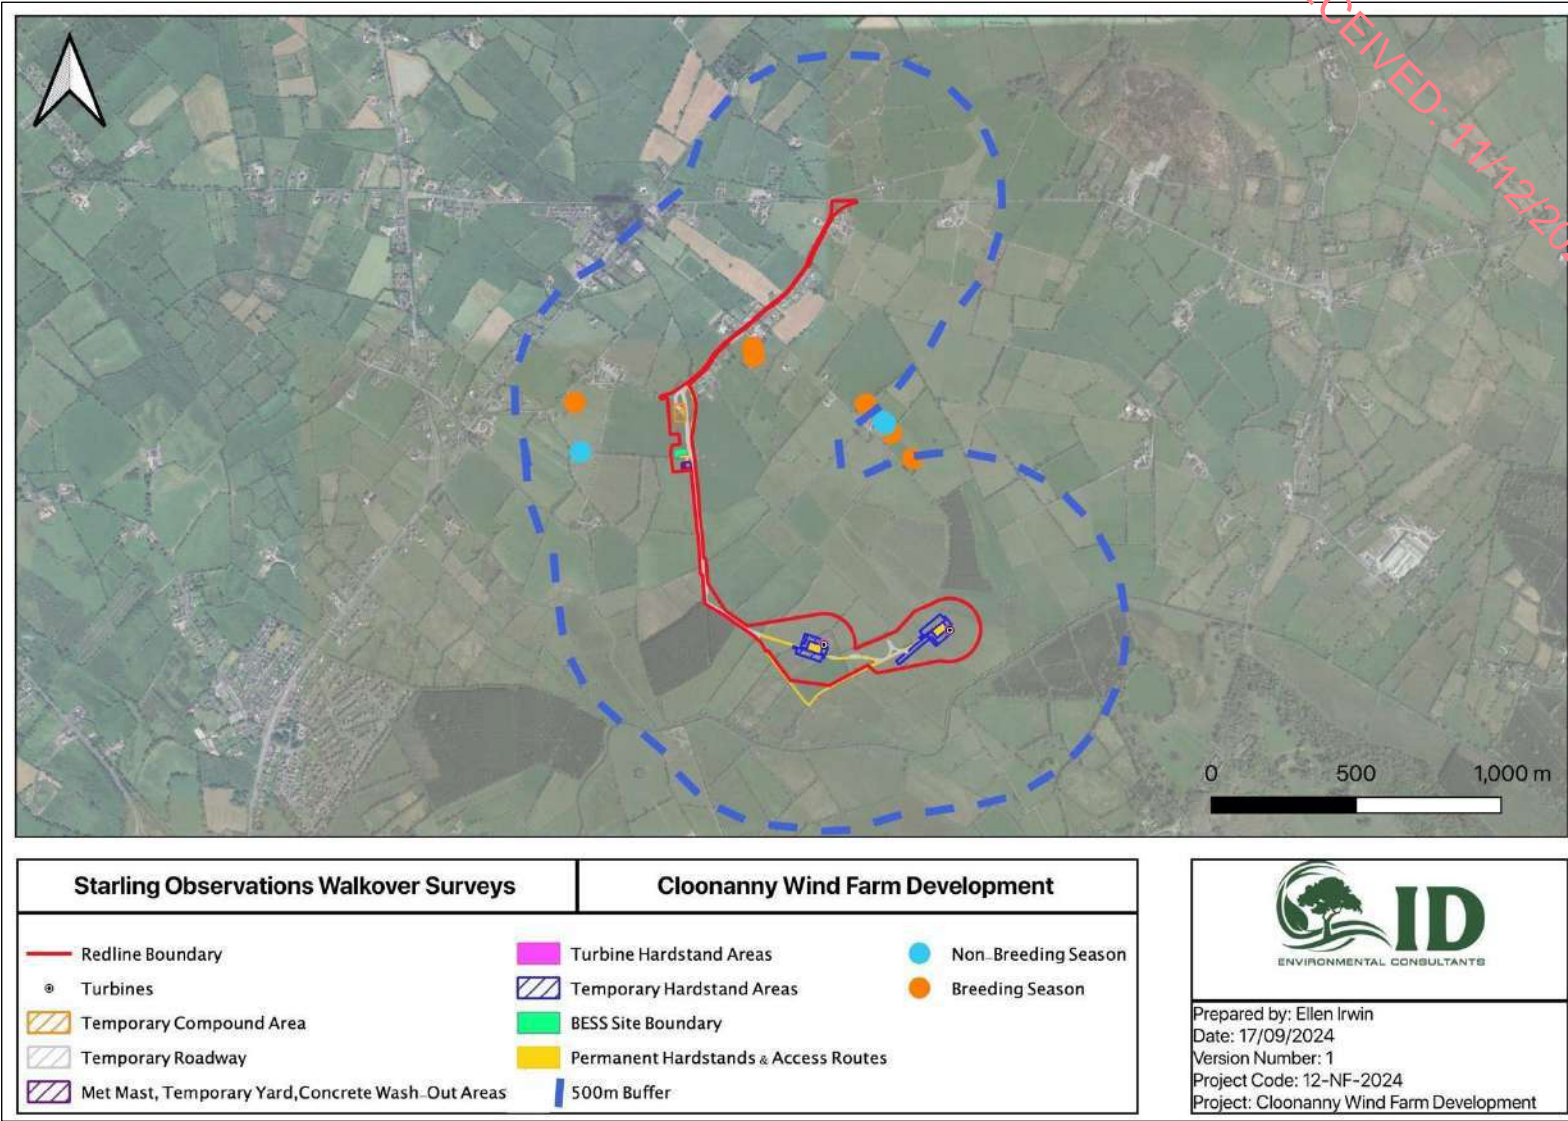 CEIVED: 11/12/20
0 500 1,000 m
Starling Observations Walkover Surveys
Cloonanny Wind Farm Development
Redline Boundary
Turbines
Temporary Compound Area
Temporary Roadway
Met Mast, Temporary Yard,Concrete Wash-Out Areas
Turbine Hardstand Areas
Temporary Hardstand Areas
BESS Site Boundary
Permanent Hardstands & Access Routes
500m Buffer
Non-Breeding Season
Breeding Season
ID
ENVIRONMENTAL CONSULTANTS
Prepared by: Ellen Irwin
Date: 17/09/2024
Version Number: 1
Project Code: 12-NF-2024
Project: Cloonanny Wind Farm Development